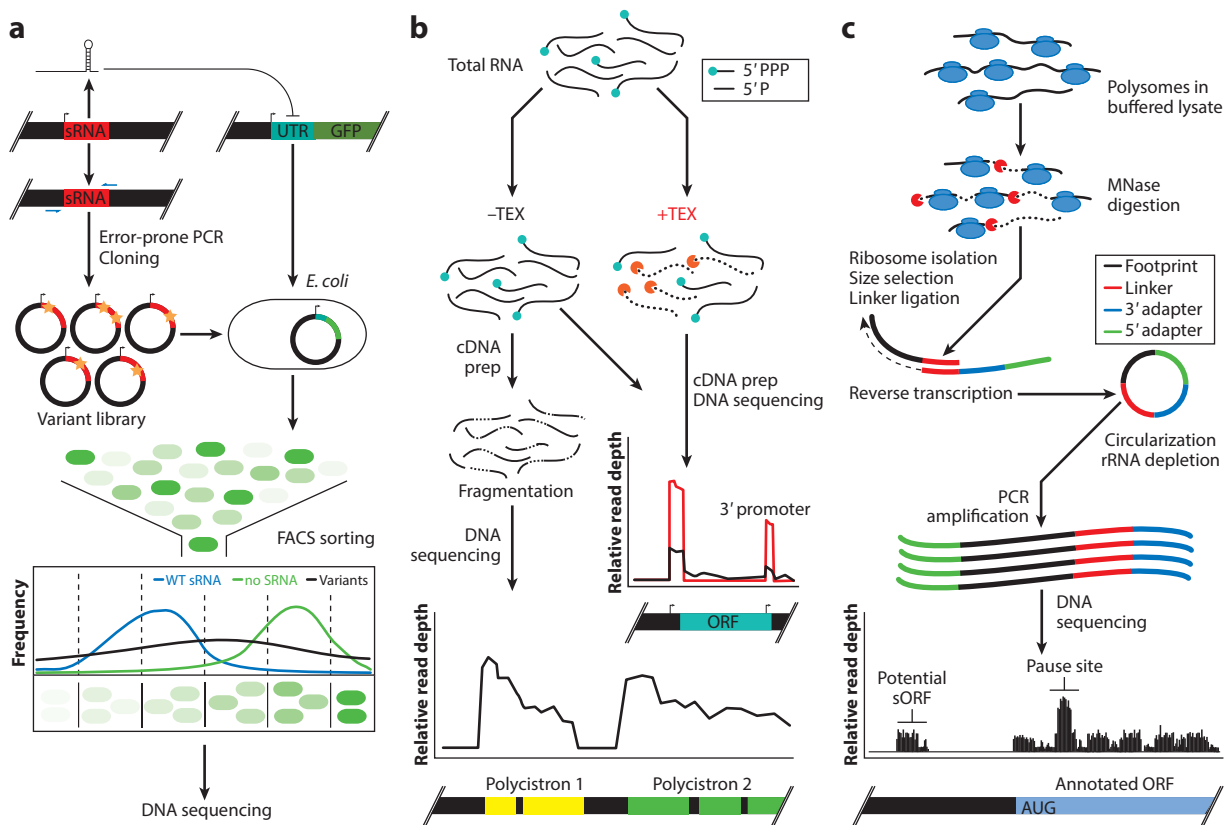 a
sRNA
UTR
GFP
sRNA
Error-prone PCR
Cloning
E. coli
Variant library
FACS sorting
WT sRNA
no SRNA
Variants
Frequency
DNA sequencing
b
Total RNA
5′ PPP
5′ P
–TEX
+TEX
cDNA
prep
cDNA prep
DNA sequencing
Fragmentation
DNA
sequencing
3′ promoter
Relative read depth
ORF
Relative read depth
Polycistron 1
Polycistron 2
c
Polysomes in
buffered lysate
MNase
digestion
Ribosome isolation
Size selection
Linker ligation
Footprint
Linker
3′ adapter
5′ adapter
Reverse transcription
Circularization
rRNA depletion
PCR
amplification
DNA
sequencing
Pause site
Potential
sORF
Relative read depth
Annotated ORF
AUG